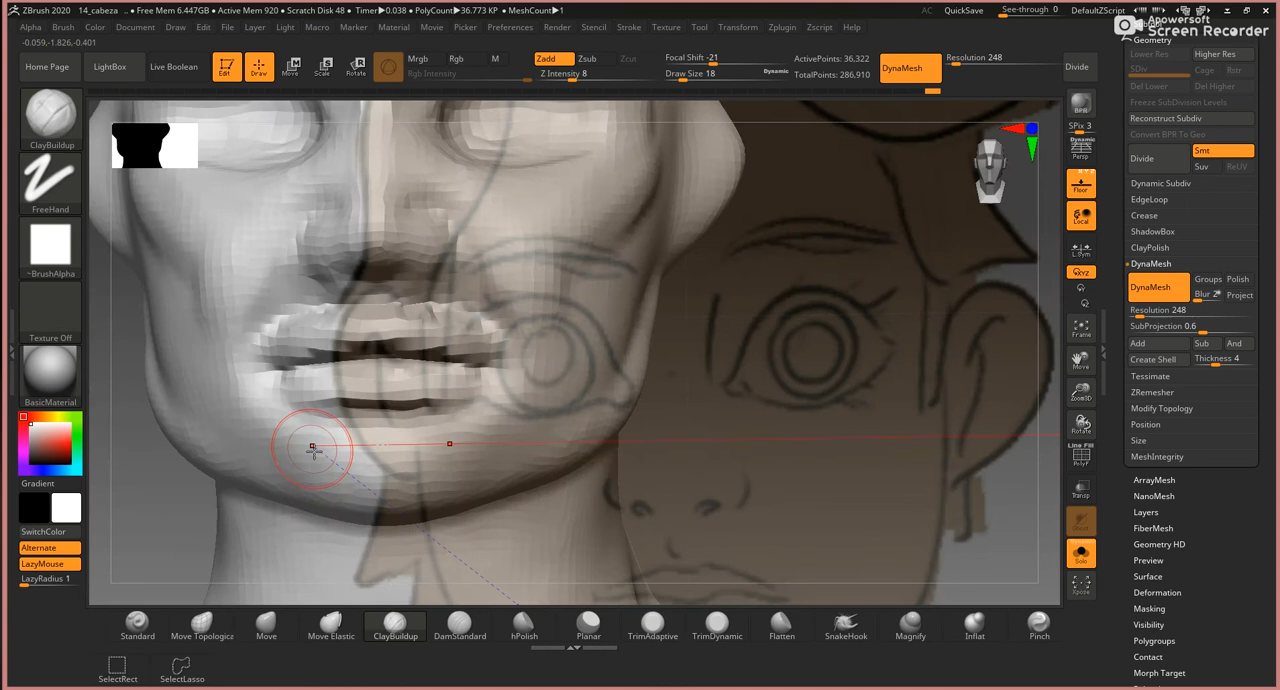 ZBrush 2020 14_cabeza .. • Free Mem 6.447GB • Active Mem 920 • Scratch Disk 48 • Timer▶0.038 • PolyCount▶36.773 KP • MeshCount▶1
AC QuickSave See-through 0 DefaultZScript
Apowersoft
Screen Recorder
Alpha Brush Color Document Draw Edit File Layer Light Macro Marker Material Movie Picture Preferences Render Stencil Stroke Texture Tool Transform Zplugin Zscript Help
-0.059,-1.826,-0.401
Home Page LightBox Live Boolean
Edit Draw Move Scale Rotate
Mrgb Rgb M
Rgb Intensity
Zadd Zsub Zcut
Z Intensity 8
Focal Shift -21
Draw Size 18 Dynamic
ActivePoints: 36,322
TotalPoints: 286,910
DynaMesh
Resolution 248
Divide
ClayBuildup
FreeHand
~BrushAlpha
Texture Off
BasicMaterial
Gradient
SwitchColor
Alternate
LazyMouse
LazyRadius 1
BPR
SPix 3
Dynamic
Persp
Floor
Local
L.Sym
XYZ
Frame
Move
Zoom3D
Rotate
Line Fill
PolyF
Transp
Solo
Xpose
Geometry
Lower Res Higher Res
SDiv Cage Rstr
Del Lower Del Higher
Freeze SubDivision Levels
Reconstruct Subdiv
Convert BPR To Geo
Divide Smt
Suv ReUV
Dynamic Subdiv
EdgeLoop
Crease
ShadowBox
ClayPolish
DynaMesh
DynaMesh Groups Polish
Blur 2 Project
Resolution 248
SubProjection 0.6
Add Sub And
Create Shell Thickness 4
Tessimate
ZRemesher
Modify Topology
Position
Size
MeshIntegrity
ArrayMesh
NanoMesh
Layers
FiberMesh
Geometry HD
Preview
Surface
Deformation
Masking
Visibility
Polygroups
Contact
Morph Target
Standard Move Topologica Move Move Elastic ClayBuildup DamStandard hPolish Planar TrimAdaptive TrimDynamic Flatten SnakeHook Magnify Inflat Pinch
SelectRect SelectLasso